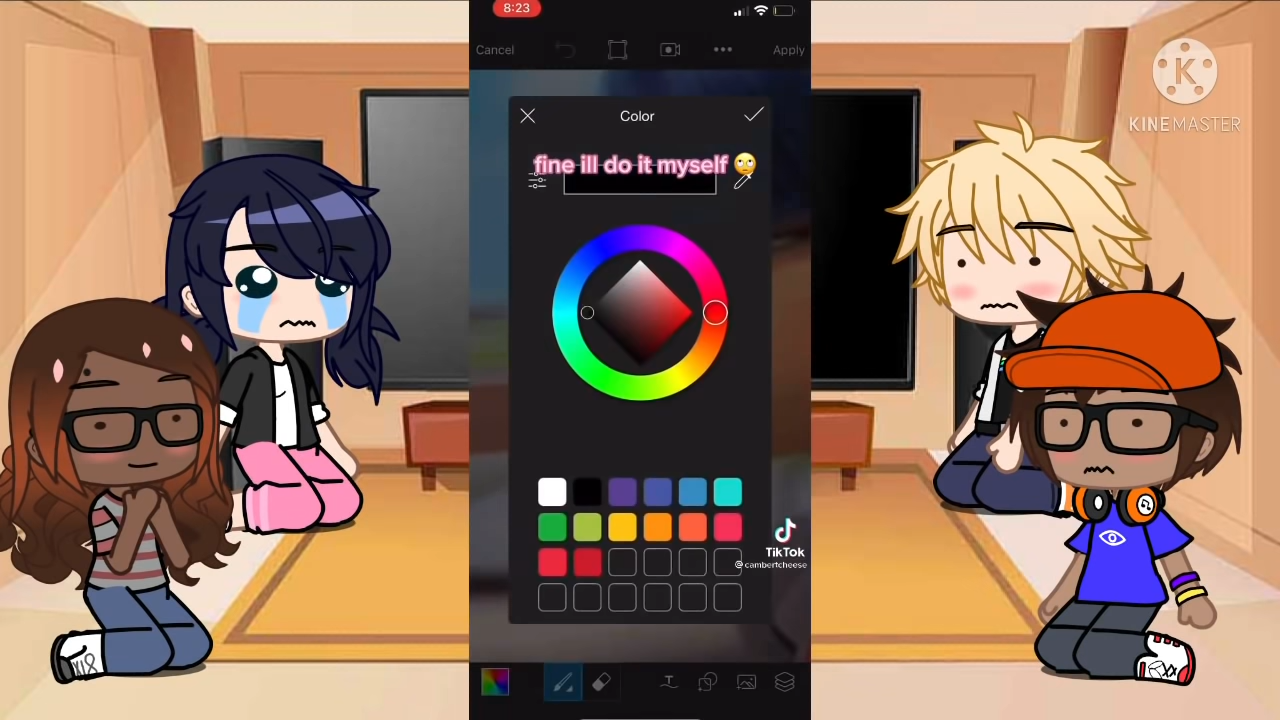 8:23
Cancel
Apply
Color
fine ill do it myself 🙄
K
KINEMASTER
TikTok
@cambertcheese